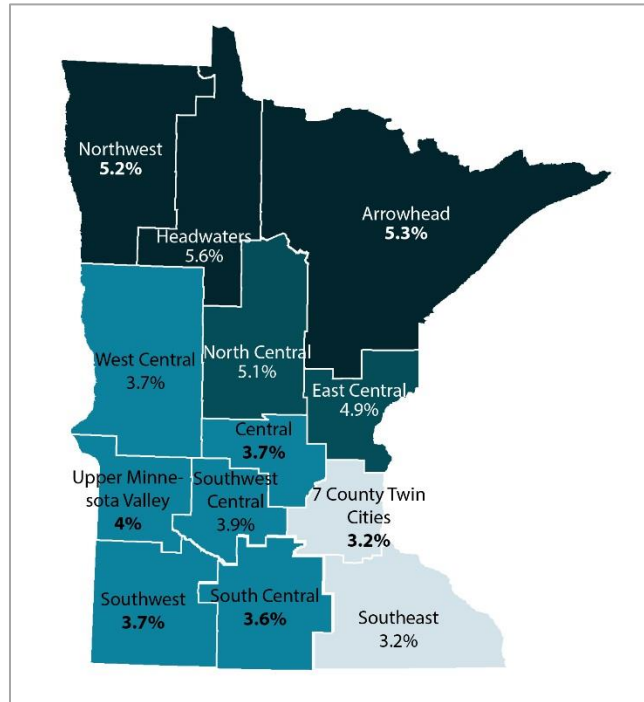 Northwest
5.2%
Arrowhead
5.3%
Headwaters
5.6%
North Central
5.1%
West Central
3.7%
East Central
4.9%
Central
3.7%
Upper Minne-
sota Valley
4%
Southwest
Central
3.9%
7 County Twin
Cities
3.2%
Southwest
3.7%
South Central
3.6%
Southeast
3.2%